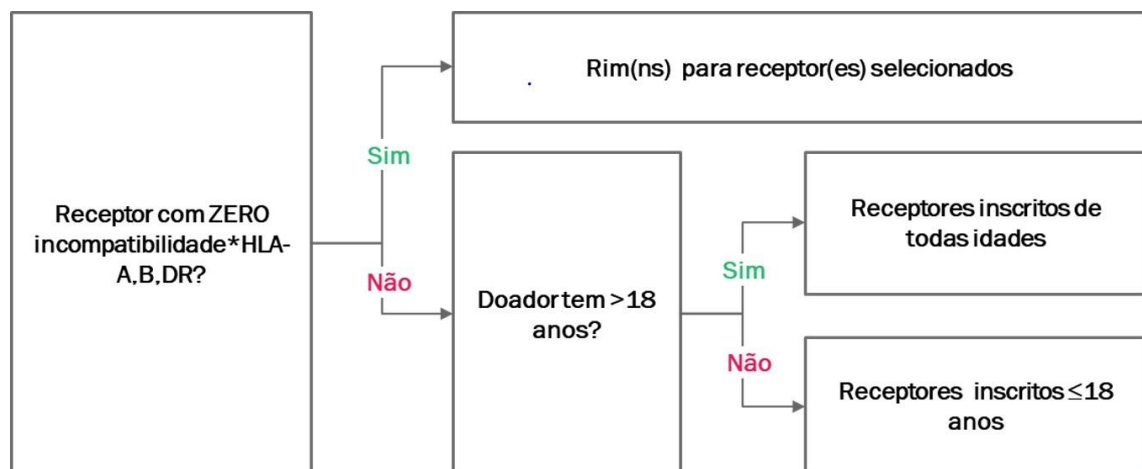 Receptor com ZERO
incompatibilidade*HLA-
A,B,DR?
Sim
Não
Rim(ns) para receptor(es) selecionados
Doador tem >18
anos?
Sim
Não
Receptores inscritos de
todas idades
Receptores inscritos ≤18
anos